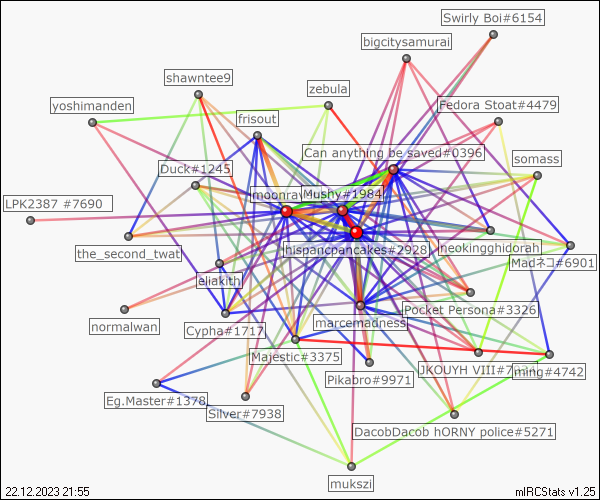 Swirly Boi#6154
bigcitysamurai
shawntee9
zebula
yoshimanden
Fedora Stoat#4479
frisout
Can anything be saved#0396
somass
Duck#1245
moonra
Mushy#1984
LPK2387 #7690
the_second_twat
hispancpancakes#2928
heokingghidorah
Madネコ#6901
eliakith
Pocket Persona#3326
normalwan
Cypha#1717
marcemadness
Majestic#3375
JKOUYH VIII#7
ming#4742
Pikabro#9971
Eg.Master#1378
Silver#7938
DacobDacob hORNY police#5271
mukszi
22.12.2023 21:55
mIRCStats v1.25